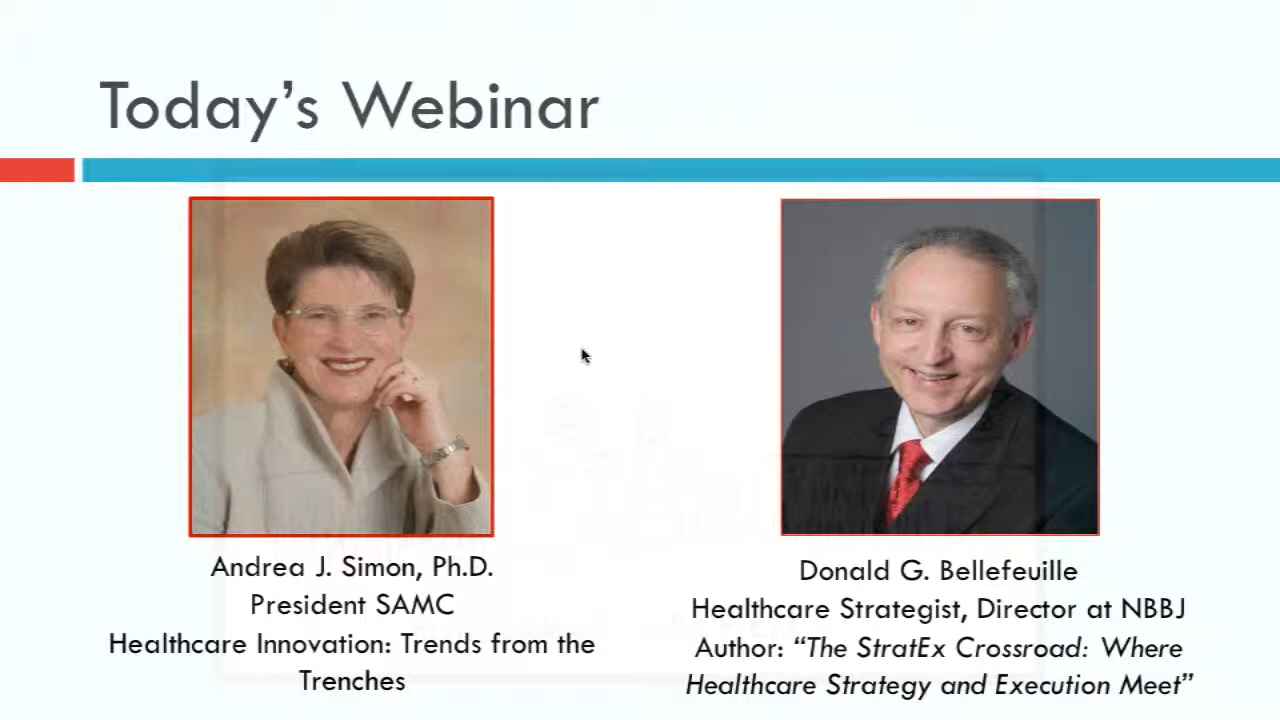 Today's Webinar
Andrea J. Simon, Ph.D.
President SAMC
Healthcare Innovation: Trends from the
Trenches
Donald G. Bellefeuille
Healthcare Strategist, Director at NBBJ
Author: “The StratEx Crossroad: Where
Healthcare Strategy and Execution Meet”